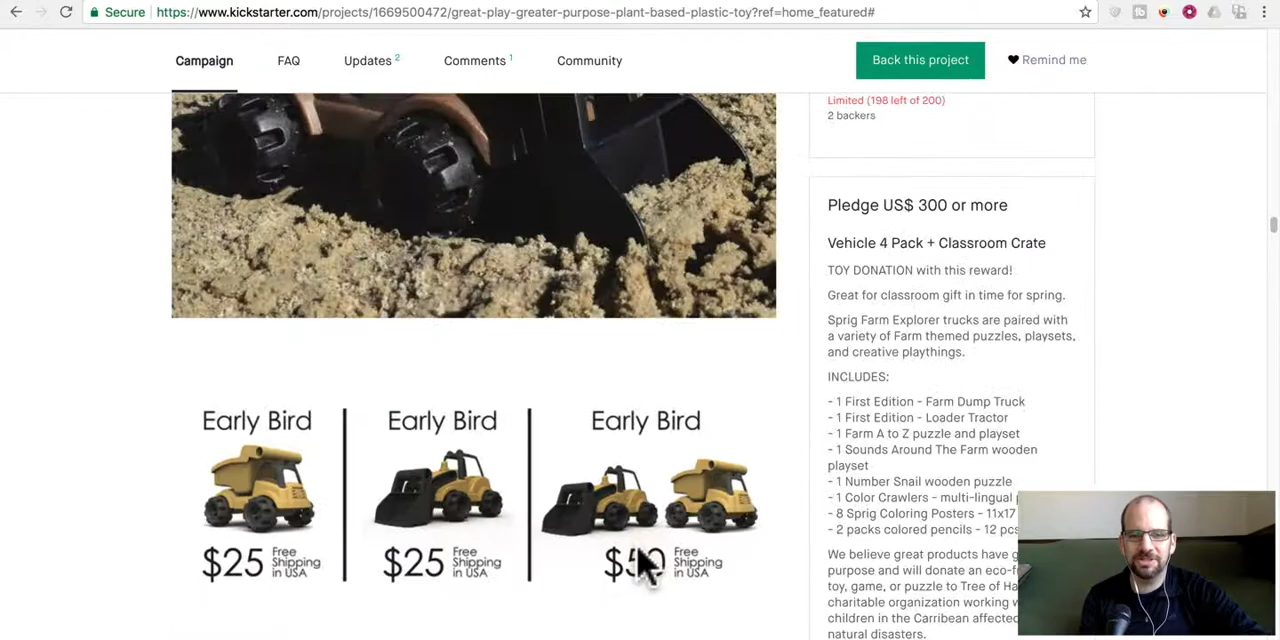 Secure
https://www.kickstarter.com/projects/1669500472/great-play-greater-purpose-plant-based-plastic-toy?ref=home_featured#
Campaign FAQ Updates 2 Comments 1 Community
Back this project
Remind me
Limited (198 left of 200)
2 backers
Pledge US$ 300 or more
Vehicle 4 Pack + Classroom Crate
TOY DONATION with this reward!
Great for classroom gift in time for spring.
Sprig Farm Explorer trucks are paired with
a variety of Farm themed puzzles, playsets,
and creative playthings.
INCLUDES:
- 1 First Edition - Farm Dump Truck
- 1 First Edition - Loader Tractor
- 1 Farm A to Z puzzle and playset
- 1 Sounds Around The Farm wooden
playset
- 1 Number Snail wooden puzzle
- 1 Color Crawlers - multi-lingual
- 8 Sprig Coloring Posters - 11x17
- 2 packs colored pencils - 12 pcs
We believe great products have
purpose and will donate an
toy, game, or puzzle to Tree of
charitable organization working
children in the Carribean affected
natural disasters.
Early Bird
$25
Free
Shipping
in USA
Early Bird
$25
Free
Shipping
in USA
Early Bird
Free
Shipping
in USA